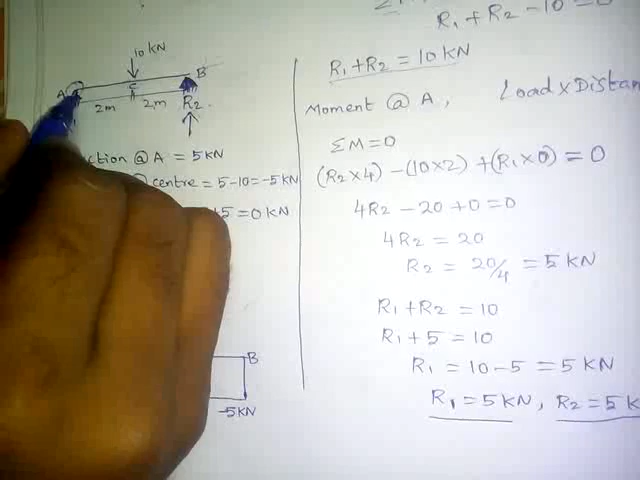 R₁ + R₂ - 10 = 0
10 kN
A
C
B
2m
2m
R₂
ction @ A = 5 KN
@ centre = 5-10 = -5 KN
+5 = 0 KN
B
-5KN
R₁ + R₂ = 10 KN
Moment @ A, Load x Distan
ΣM = 0
(R₂ x 4) - (10 x 2) + (R₁ x 0) = 0
4R₂ - 20 + 0 = 0
4R₂ = 20
R₂ = 20/4 = 5 KN
R₁ + R₂ = 10
R₁ + 5 = 10
R₁ = 10 - 5 = 5 KN
R₁ = 5 KN, R₂ = 5 K